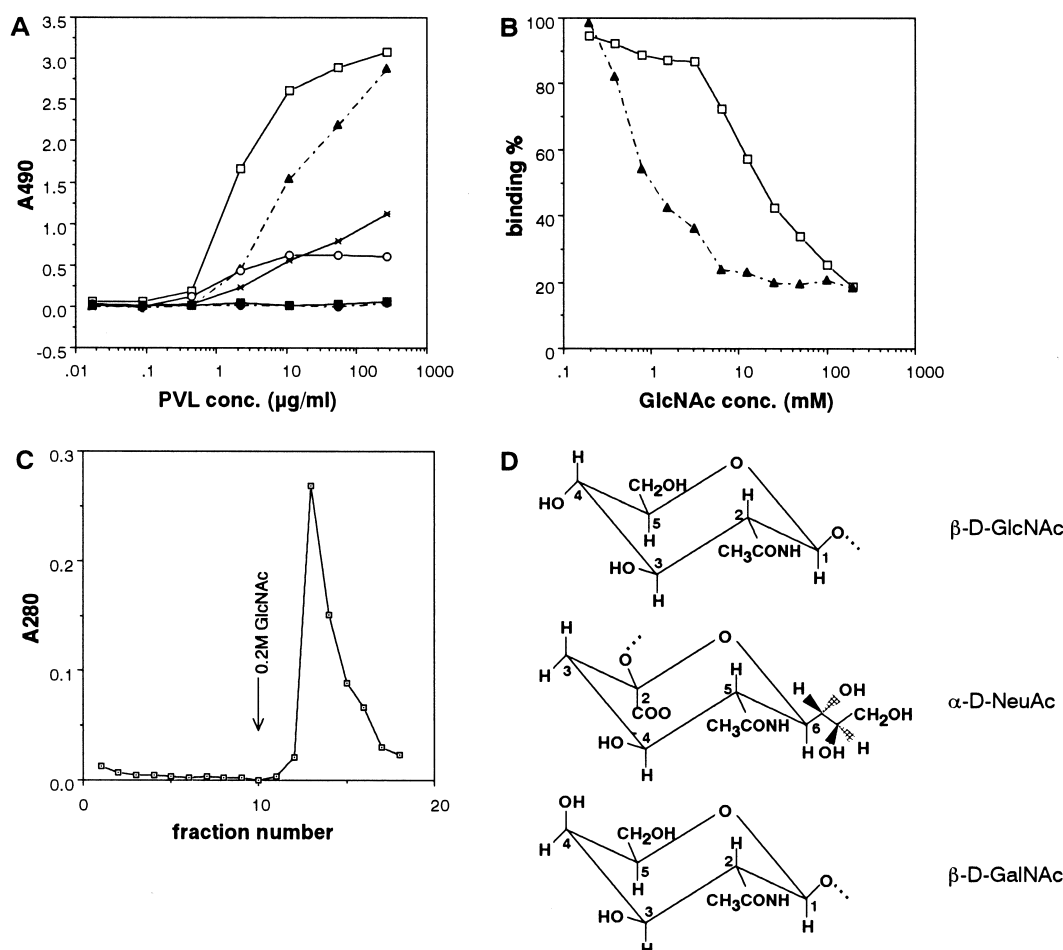 A
3.5
3.0
2.5
2.0
1.5
1.0
0.5
0.0
-0.5
A490
.01 .1 1 10 100 1000
PVL conc. (µg/ml)
B
100
80
60
40
20
0
binding %
.1 1 10 100 1000
GlcNAc conc. (mM)
C
0.3
0.2
0.1
0.0
A280
0.2M GlcNAc
0 10 20
fraction number
D
H
4
HO
CH2OH
5
H
O
H
2
CH3CONH
O
1
H
HO
3
H
β-D-GlcNAc
H
3
H
O
2
COO
-
O
H
5
CH3CONH
6
H
H
OH
CH2OH
OH
H
HO
4
H
α-D-NeuAc
OH
4
H
CH2OH
5
H
O
H
2
CH3CONH
O
1
H
HO
3
H
β-D-GalNAc